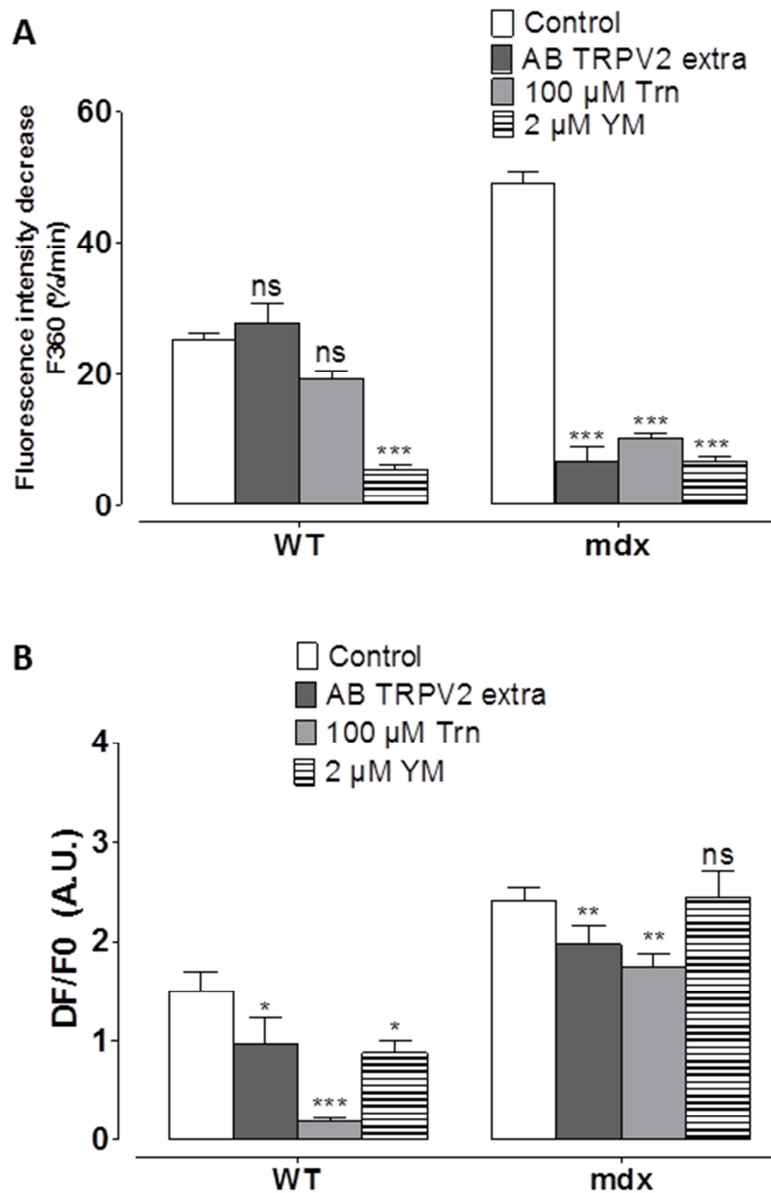 A
Control
AB TRPV2 extra
100 µM Trn
2 µM YM
Fluorescence intensity decrease
F360 (%/min)
60
40
20
0
ns
ns
***
***
***
***
WT
mdx
B
Control
AB TRPV2 extra
100 µM Trn
2 µM YM
DF/F0 (A.U.)
4
3
2
1
0
*
***
*
**
**
ns
WT
mdx